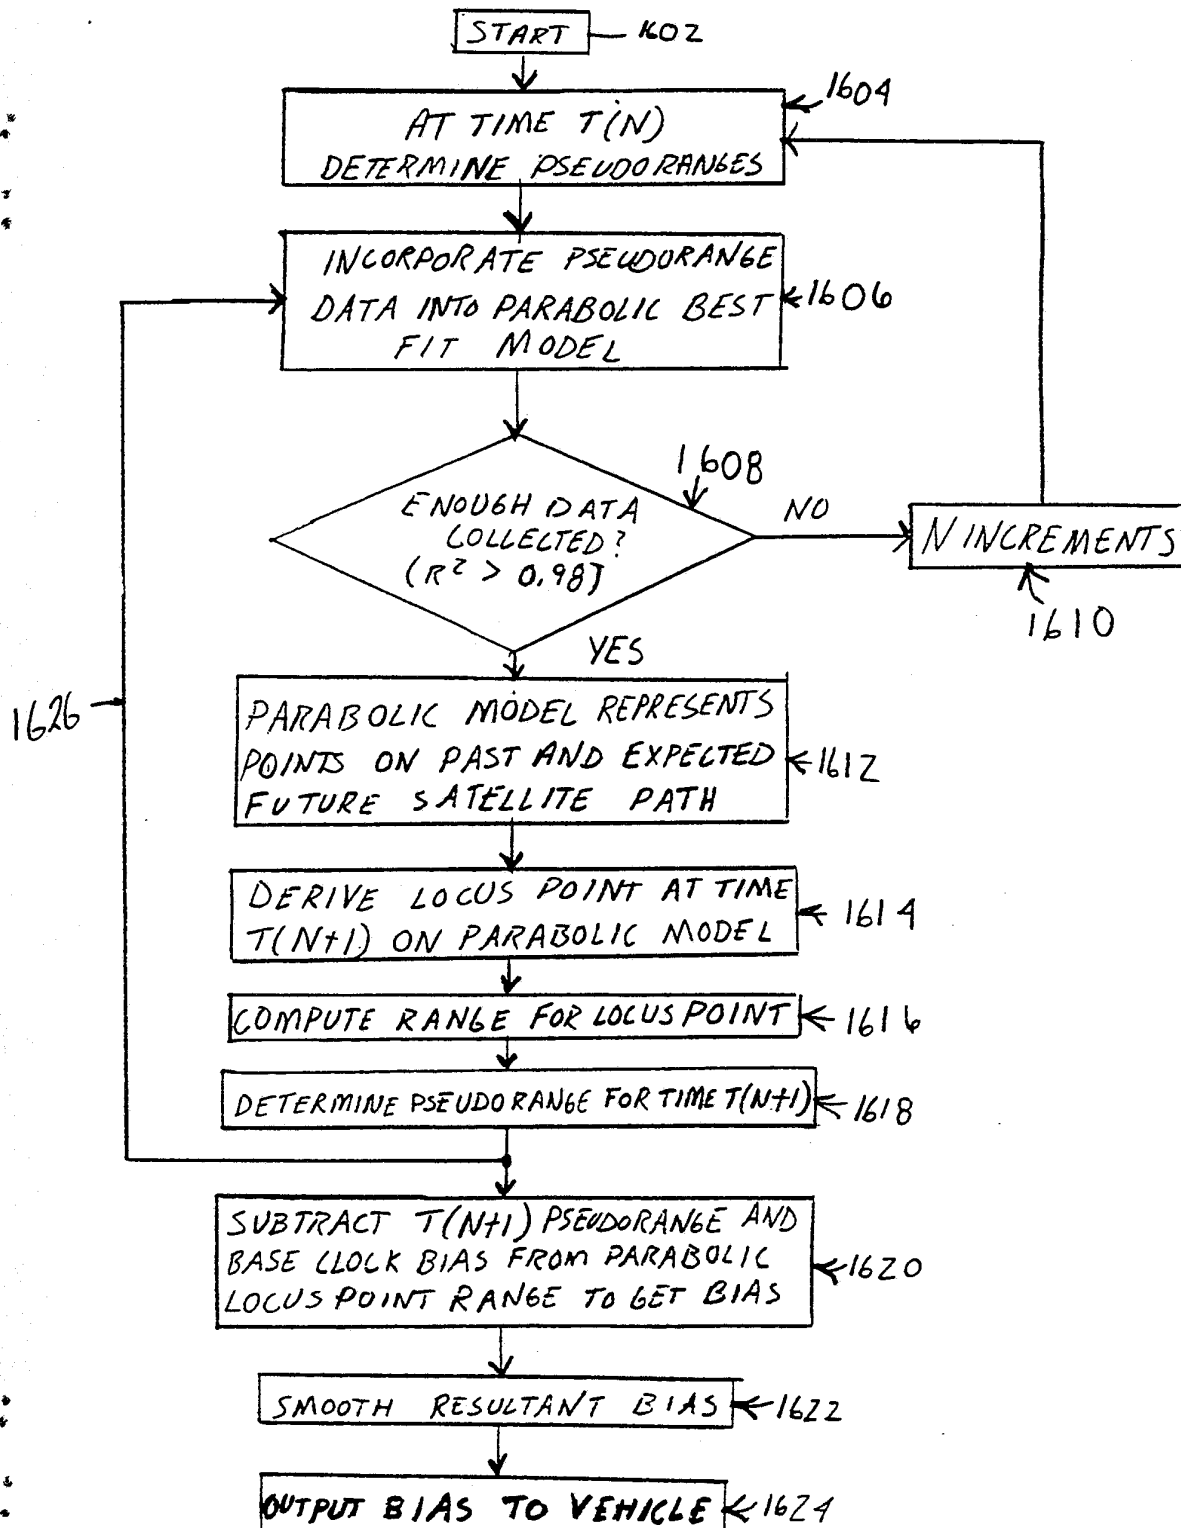 START 1602
1604
AT TIME T(N)
DETERMINE PSEUDORANGES
INCORPORATE PSEUDORANGE
DATA INTO PARABOLIC BEST
FIT MODEL
1606
1608
ENOUGH DATA
COLLECTED?
(R² > 0.98)
NO
N INCREMENTS
1610
YES
1626
PARABOLIC MODEL REPRESENTS
POINTS ON PAST AND EXPECTED
FUTURE SATELLITE PATH
1612
DERIVE LOCUS POINT AT TIME
T(N+1) ON PARABOLIC MODEL
1614
COMPUTE RANGE FOR LOCUS POINT
1616
DETERMINE PSEUDORANGE FOR TIME T(N+1)
1618
SUBTRACT T(N+1) PSEUDORANGE AND
BASE CLOCK BIAS FROM PARABOLIC
LOCUS POINT RANGE TO GET BIAS
1620
SMOOTH RESULTANT BIAS
1622
OUTPUT BIAS TO VEHICLE
1624